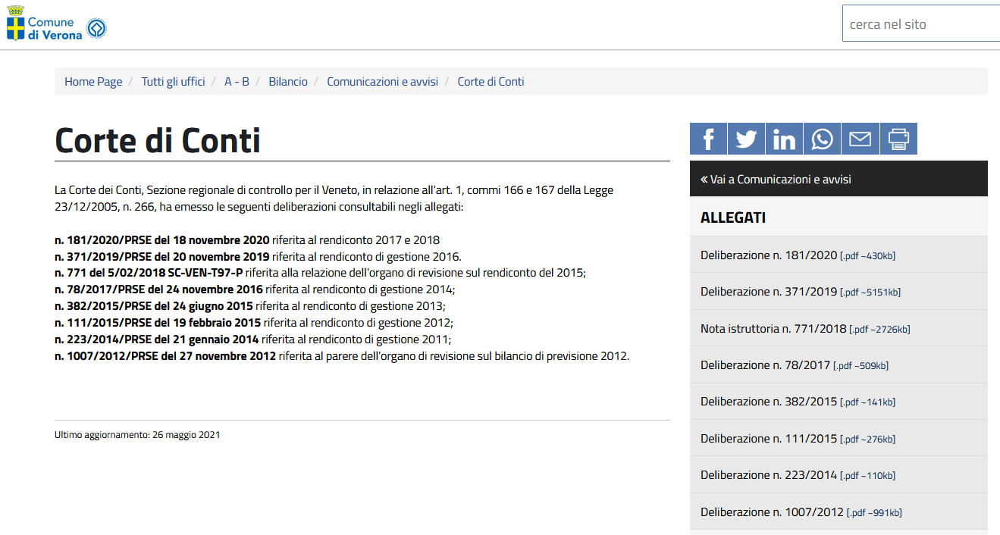 Comune
di Verona
cerca nel sito
Home Page / Tutti gli uffici / A - B / Bilancio / Comunicazioni e avvisi / Corte di Conti
Corte di Conti
La Corte dei Conti, Sezione regionale di controllo per il Veneto, in relazione all'art. 1, commi 166 e 167 della Legge
23/12/2005, n. 266, ha emesso le seguenti deliberazioni consultabili negli allegati:
n. 181/2020/PRSE del 18 novembre 2020 riferita al rendiconto 2017 e 2018
n. 371/2019/PRSE del 20 novembre 2019 riferita al rendiconto di gestione 2016.
n. 771 del 5/02/2018 SC-VEN-T97-P riferita alla relazione dell'organo di revisione sul rendiconto del 2015;
n. 78/2017/PRSE del 24 novembre 2016 riferita al rendiconto di gestione 2014;
n. 382/2015/PRSE del 24 giugno 2015 riferita al rendiconto di gestione 2013;
n. 111/2015/PRSE del 19 febbraio 2015 riferita al rendiconto di gestione 2012;
n. 223/2014/PRSE del 21 gennaio 2014 riferita al rendiconto di gestione 2011;
n. 1007/2012/PRSE del 27 novembre 2012 riferita al parere dell'organo di revisione sul bilancio di previsione 2012.
Ultimo aggiornamento: 26 maggio 2021
« Vai a Comunicazioni e avvisi
ALLEGATI
Deliberazione n. 181/2020 [.pdf ~430kb]
Deliberazione n. 371/2019 [.pdf ~5151kb]
Nota istruttoria n. 771/2018 [.pdf ~2726kb]
Deliberazione n. 78/2017 [.pdf ~509kb]
Deliberazione n. 382/2015 [.pdf ~141kb]
Deliberazione n. 111/2015 [.pdf ~276kb]
Deliberazione n. 223/2014 [.pdf ~110kb]
Deliberazione n. 1007/2012 [.pdf ~991kb]